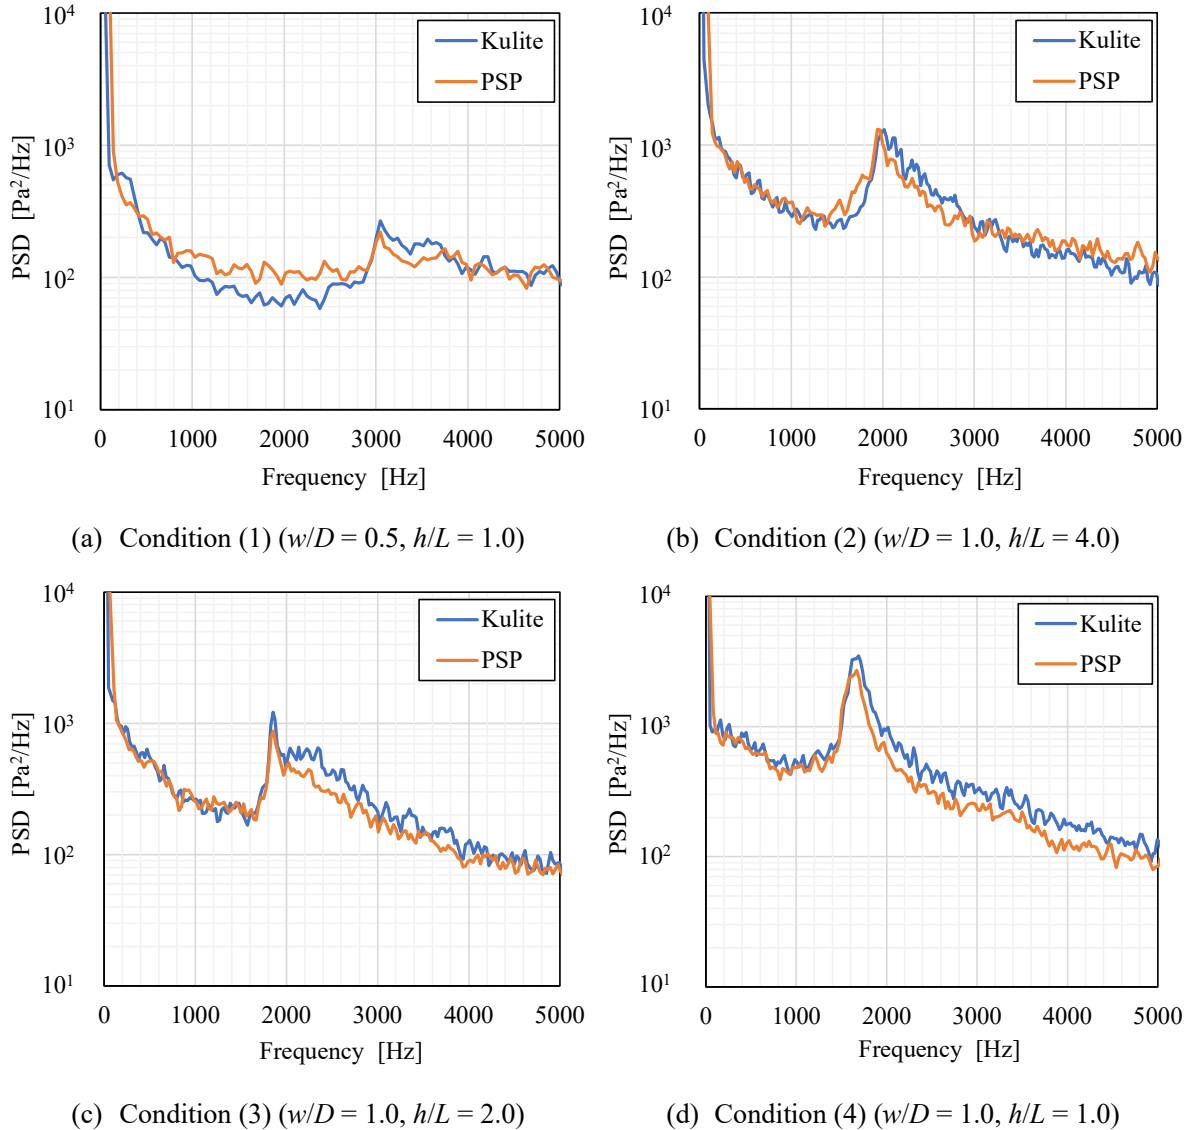 10⁴
10³
10²
10¹
PSD [Pa²/Hz]
Kulite
PSP
0 1000 2000 3000 4000 5000
Frequency [Hz]
(a) Condition (1) (w/D = 0.5, h/L = 1.0)
10⁴
10³
10²
10¹
PSD [Pa²/Hz]
Kulite
PSP
0 1000 2000 3000 4000 5000
Frequency [Hz]
(b) Condition (2) (w/D = 1.0, h/L = 4.0)
10⁴
10³
10²
10¹
PSD [Pa²/Hz]
Kulite
PSP
0 1000 2000 3000 4000 5000
Frequency [Hz]
(c) Condition (3) (w/D = 1.0, h/L = 2.0)
10⁴
10³
10²
10¹
PSD [Pa²/Hz]
Kulite
PSP
0 1000 2000 3000 4000 5000
Frequency [Hz]
(d) Condition (4) (w/D = 1.0, h/L = 1.0)